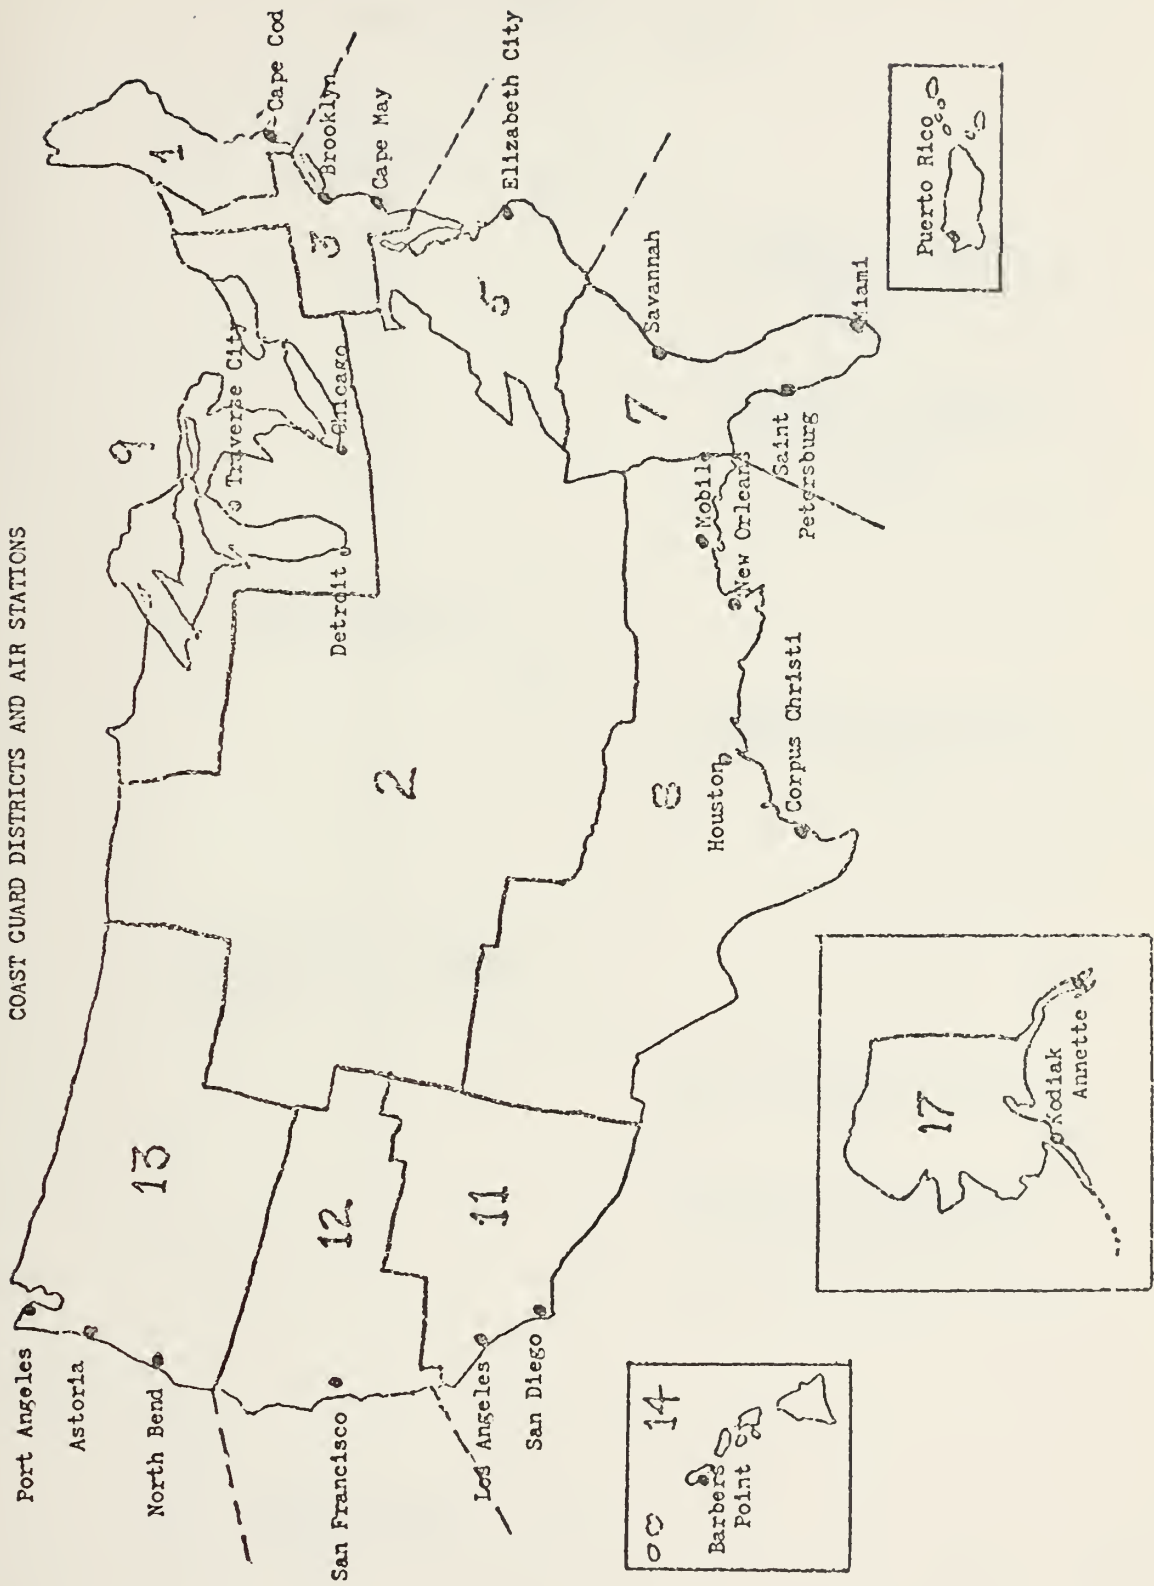 COAST GUARD DISTRICTS AND AIR STATIONS
Port Angeles
Astoria
North Bend
San Francisco
Los Angeles
San Diego
13
12
11
2
9
Traverse City
Detroit
Chicago
1
Cape Cod
Brooklyn
3
Cape May
5
Elizabeth City
7
Savannah
Miami
Saint
Petersburg
Mobile
New Orleans
8
Houston
Corpus Christi
14
Barbers
Point
17
Kodiak
Annette
Puerto Rico